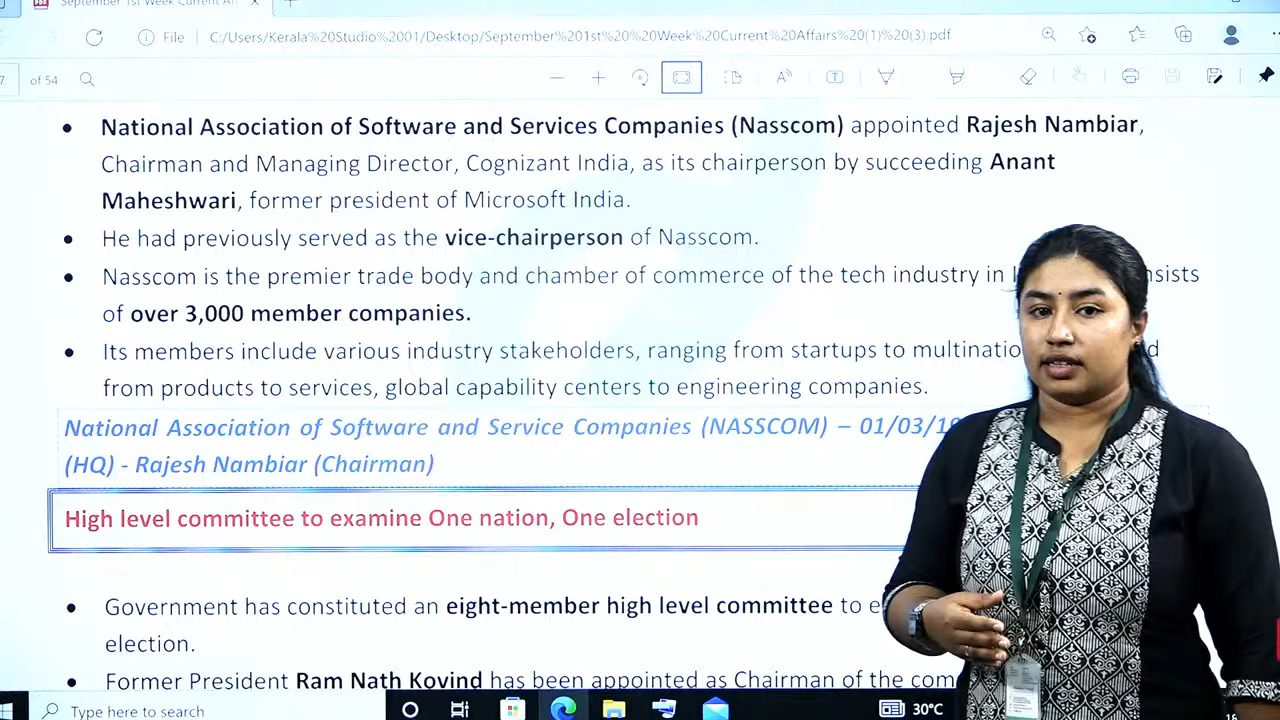 September 1st Week Current Af
File C:/Users/Kerala%20Studio%2001/Desktop/September%201st%20%20Week%20Current%20Affairs%20(1)%20(3).pdf
7 of 54
• National Association of Software and Services Companies (Nasscom) appointed Rajesh Nambiar,
Chairman and Managing Director, Cognizant India, as its chairperson by succeeding Anant
Maheshwari, former president of Microsoft India.
• He had previously served as the vice-chairperson of Nasscom.
• Nasscom is the premier trade body and chamber of commerce of the tech industry in
of over 3,000 member companies.
• Its members include various industry stakeholders, ranging from startups to
from products to services, global capability centers to engineering companies.
National Association of Software and Service Companies (NASSCOM) – 01/03/19
(HQ) - Rajesh Nambiar (Chairman)
High level committee to examine One nation, One election
• Government has constituted an eight-member high level committee to
election.
• Former President Ram Nath Kovind has been appointed as Chairman of the
Type here to search
30°C